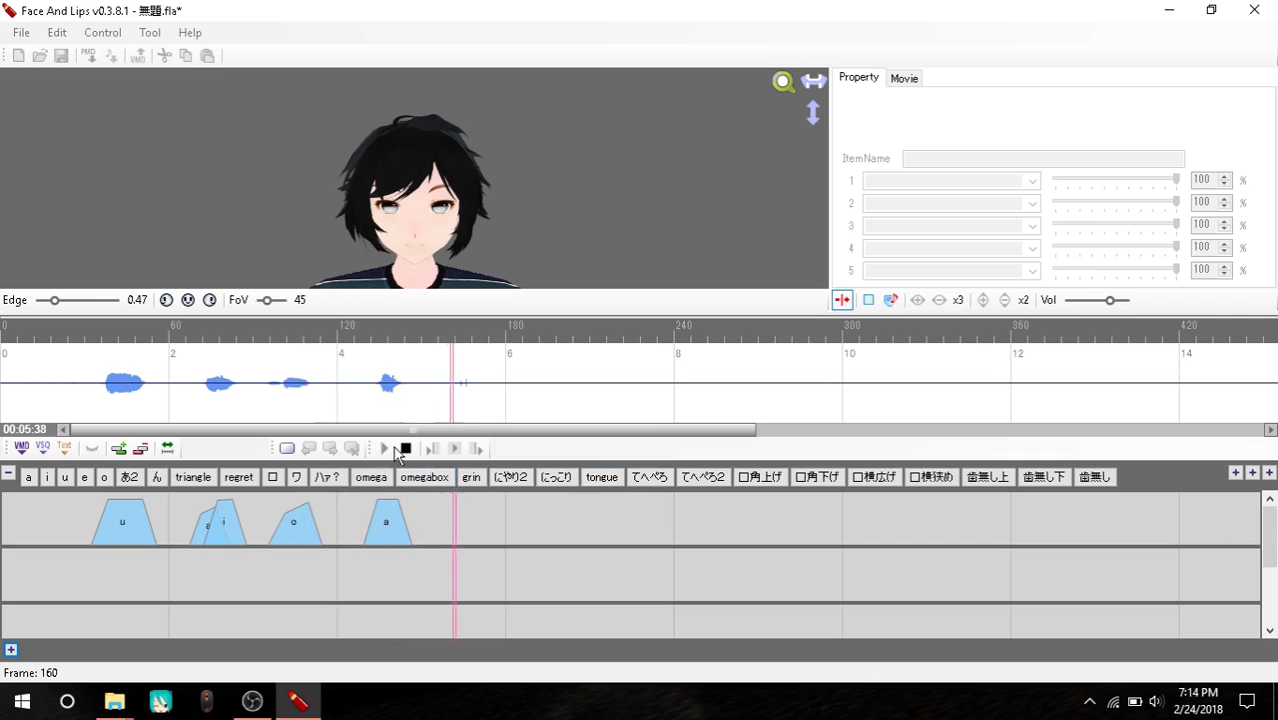 Face And Lips v0.3.8.1 - 無題.fla*
File Edit Control Tool Help
PMD VMD
Property Movie
ItemName
1 100 %
2 100 %
3 100 %
4 100 %
5 100 %
Edge 0.47 FoV 45 x3 x2 Vol
0 60 120 180 240 300 360 420
0 2 4 6 8 10 12 14
00:05:38
VMD VSQ Text
a i u e o あ2 ん triangle regret ロ ワ ハァ? omega omegabox grin にやり2 にっこり tongue てへぺろ てへぺろ2 口角上げ 口角下げ 口横広げ 口横狭め 歯無し上 歯無し下 歯無し
u a i o a
Frame: 160
7:14 PM
2/24/2018